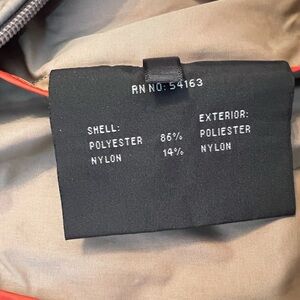 RN NO: 54163
SHELL:
POLYESTER 86%
NYLON 14%
EXTERIOR:
POLIESTER
NYLON